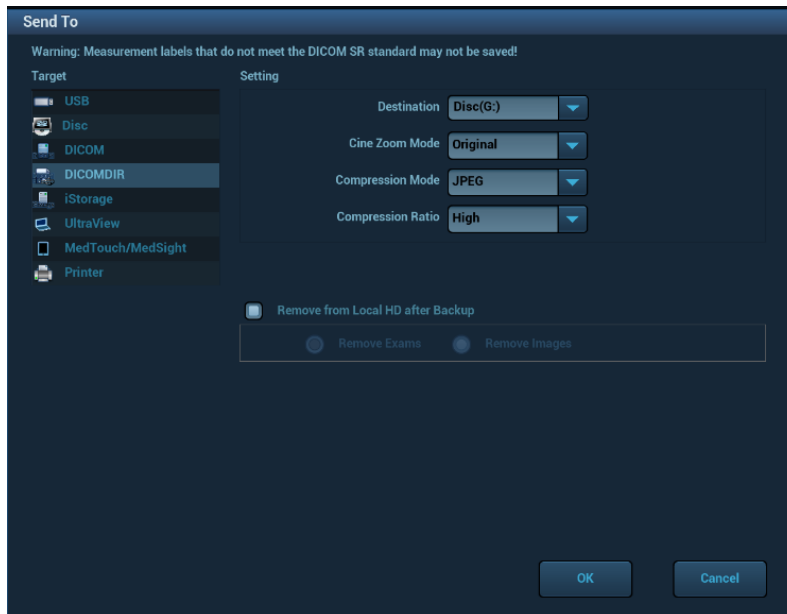 Send To
Warning: Measurement labels that do not meet the DICOM SR standard may not be saved!
Target
Setting
USB
Disc
DICOM
DICOMDIR
iStorage
UltraView
MedTouch/MedSight
Printer
Destination Disc(G:)
Cine Zoom Mode Original
Compression Mode JPEG
Compression Ratio High
Remove from Local HD after Backup
Remove Exams Remove Images
OK Cancel